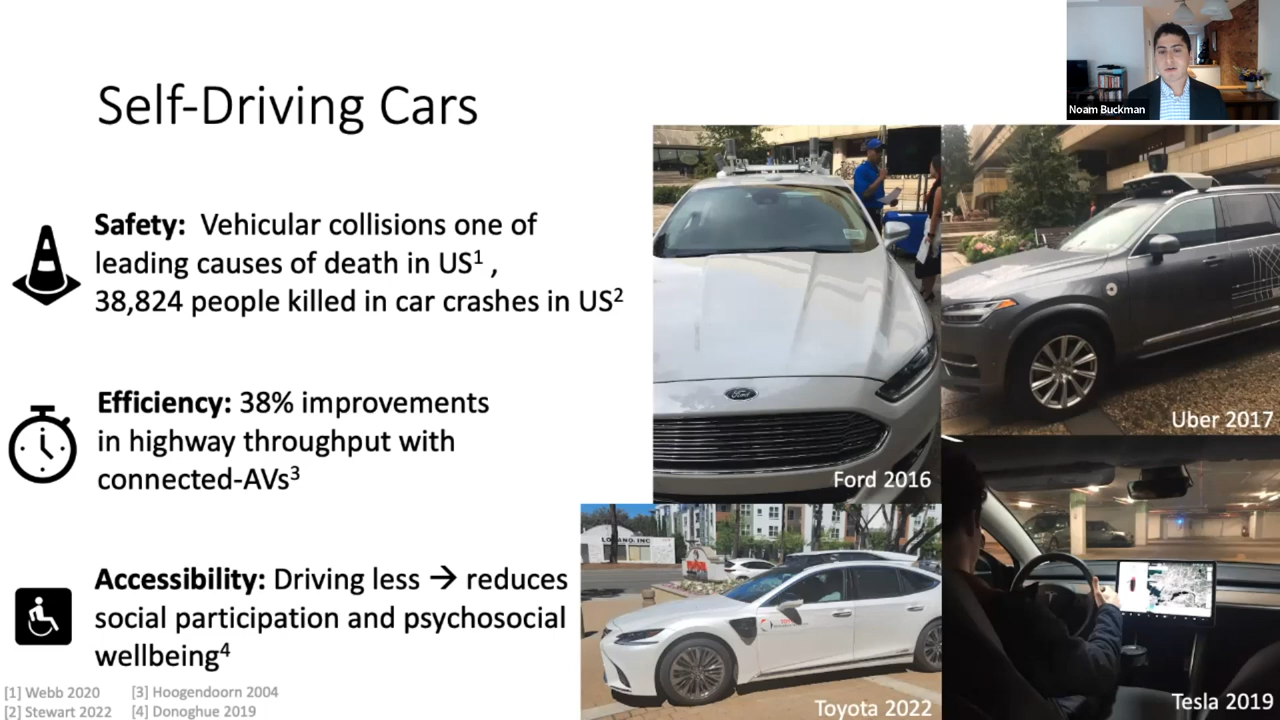 Noam Buckman
Self-Driving Cars
Safety: Vehicular collisions one of
leading causes of death in US1 ,
38,824 people killed in car crashes in US2
Efficiency: 38% improvements
in highway throughput with
connected-AVs3
Accessibility: Driving less → reduces
social participation and psychosocial
wellbeing4
[1] Webb 2020
[2] Stewart 2022
[3] Hoogendoorn 2004
[4] Donoghue 2019
Ford
Ford 2016
Uber 2017
Toyota 2022
Tesla 2019